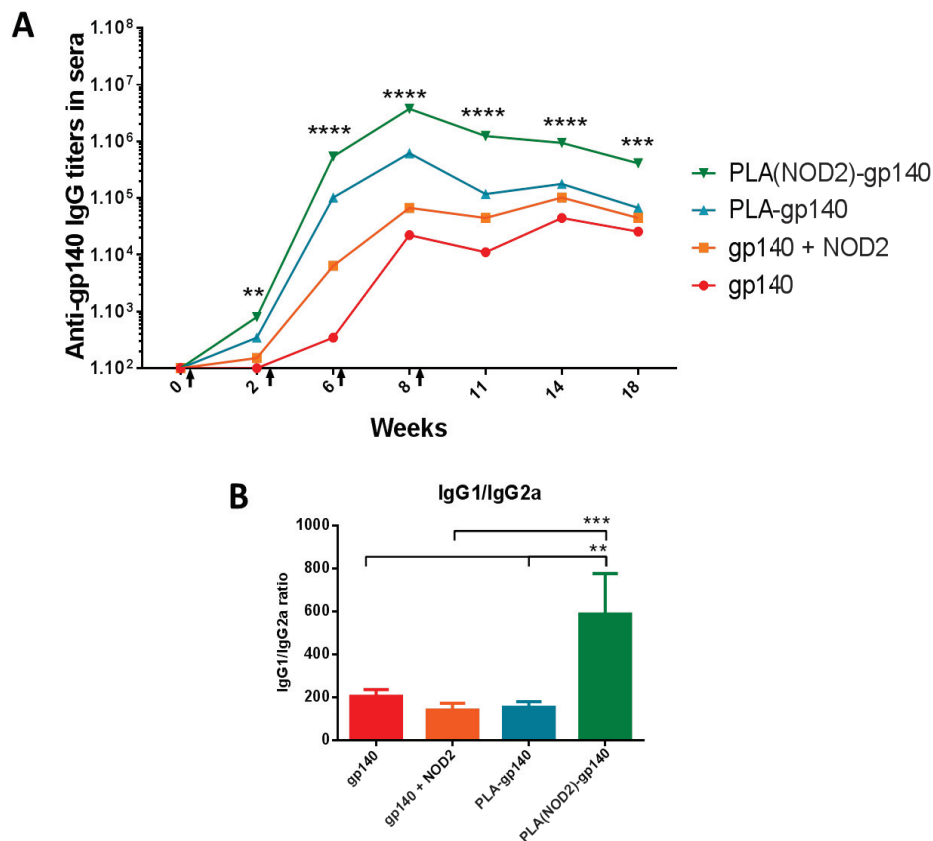 A
Anti-gp140 IgG titers in sera
1.10⁸
1.10⁷
1.10⁶
1.10⁵
1.10⁴
1.10³
1.10²
**
****
****
****
****
***
0
2
6
8
11
14
18
Weeks
PLA(NOD2)-gp140
PLA-gp140
gp140 + NOD2
gp140
B
IgG1/IgG2a
IgG1/IgG2a ratio
1000
800
600
400
200
0
***
**
gp140
gp140 + NOD2
PLA-gp140
PLA(NOD2)-gp140